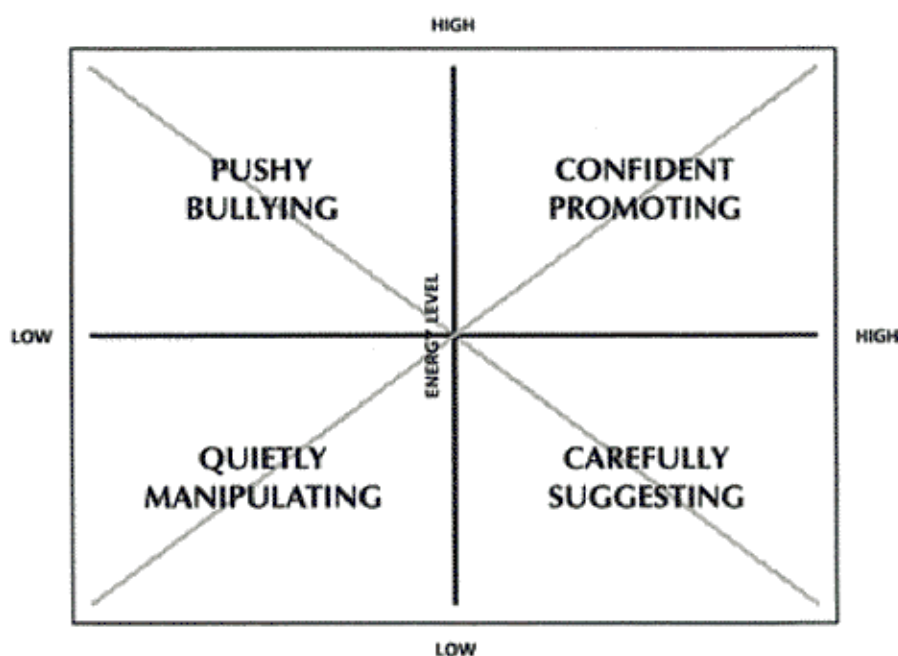 HIGH
PUSHY
BULLYING
CONFIDENT
PROMOTING
ENERGY LEVEL
LOW
HIGH
QUIETLY
MANIPULATING
CAREFULLY
SUGGESTING
LOW